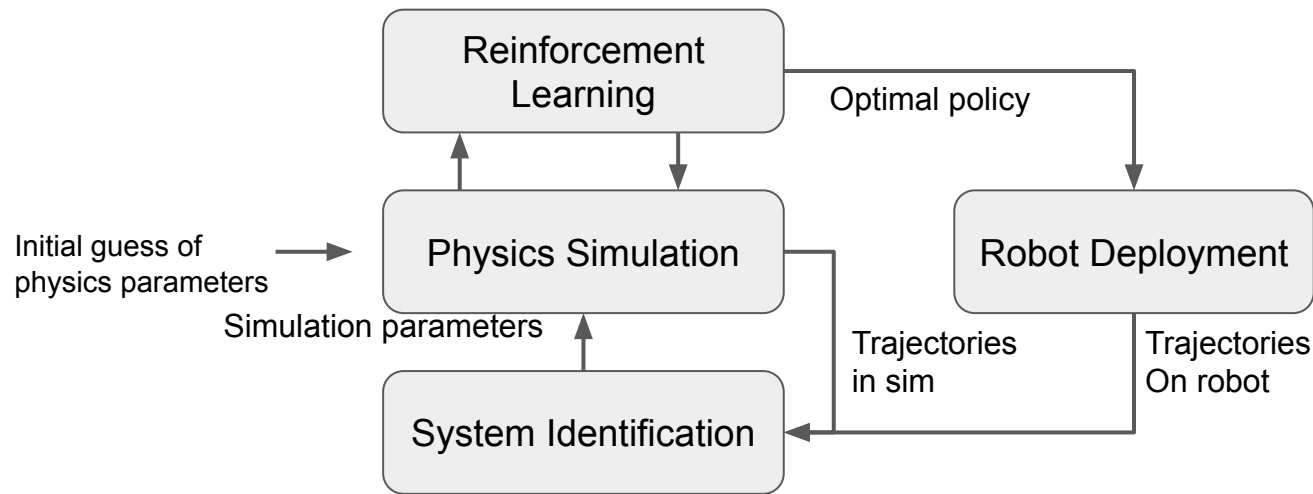 Reinforcement
Learning
Optimal policy
Initial guess of
physics parameters
Physics Simulation
Robot Deployment
Simulation parameters
Trajectories
in sim
Trajectories
On robot
System Identification